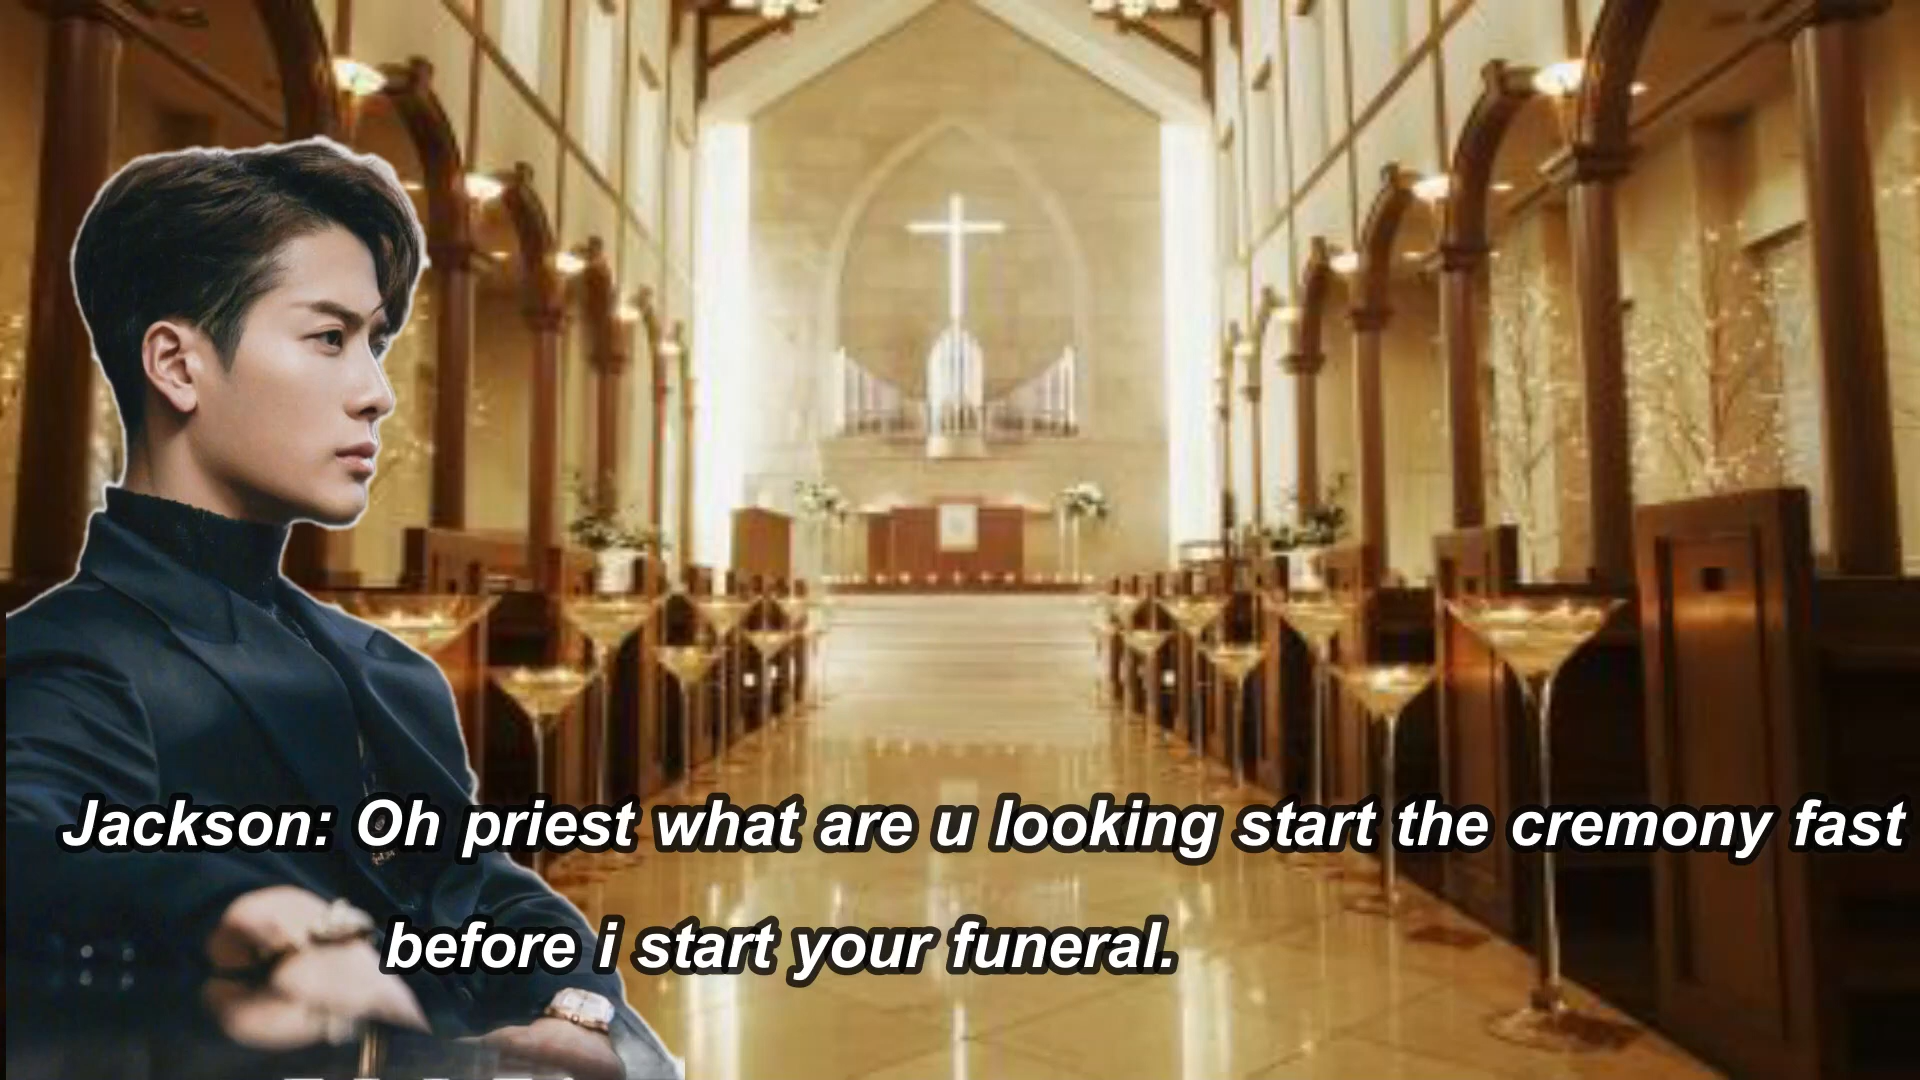 Jackson: Oh priest what are u looking start the cremony fast
before i start your funeral.